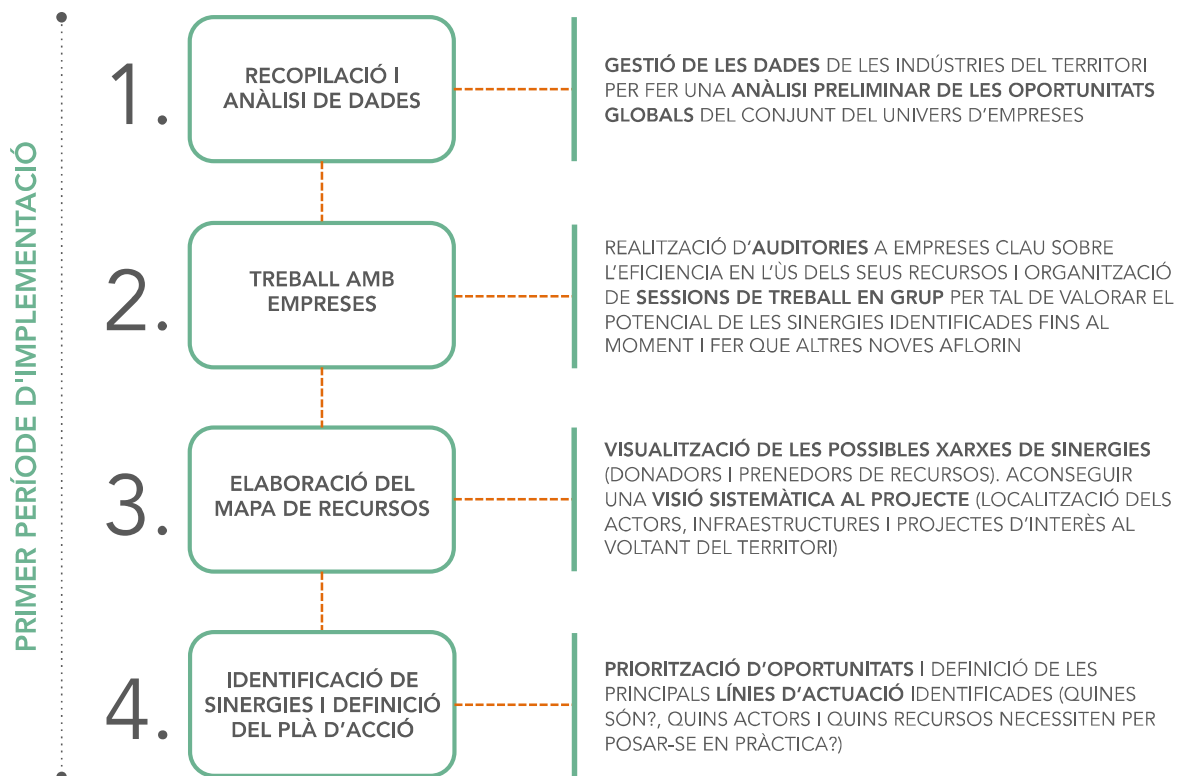 PRIMER PERÍODE D'IMPLEMENTACIÓ
1.
RECOPILACIÓ I
ANÀLISI DE DADES
GESTIÓ DE LES DADES DE LES INDÚSTRIES DEL TERRITORI
PER FER UNA ANÀLISI PRELIMINAR DE LES OPORTUNITATS
GLOBALS DEL CONJUNT DEL UNIVERS D'EMPRESES
2.
TREBALL AMB
EMPRESES
REALITZACIÓ D'AUDITORIES A EMPRESES CLAU SOBRE
L'EFICIENCIA EN L'ÙS DELS SEUS RECURSOS I ORGANITZACIÓ
DE SESSIONS DE TREBALL EN GRUP PER TAL DE VALORAR EL
POTENCIAL DE LES SINERGIES IDENTIFICADES FINS AL
MOMENT I FER QUE ALTRES NOVES AFLORIN
3.
ELABORACIÓ DEL
MAPA DE RECURSOS
VISUALITZACIÓ DE LES POSSIBLES XARXES DE SINERGIES
(DONADORS I PRENEDORS DE RECURSOS). ACONSEGUIR
UNA VISIÓ SISTEMÀTICA AL PROJECTE (LOCALITZACIÓ DELS
ACTORS, INFRAESTRUCTURES I PROJECTES D'INTERÈS AL
VOLTANT DEL TERRITORI)
4.
IDENTIFICACIÓ DE
SINERGIES I DEFINICIÓ
DEL PLÀ D'ACCIÓ
PRIORITZACIÓ D'OPORTUNITATS I DEFINICIÓ DE LES
PRINCIPALS LÍNIES D'ACTUACIÓ IDENTIFICADES (QUINES
SÓN?, QUINS ACTORS I QUINS RECURSOS NECESSITEN PER
POSAR-SE EN PRÀCTICA?)